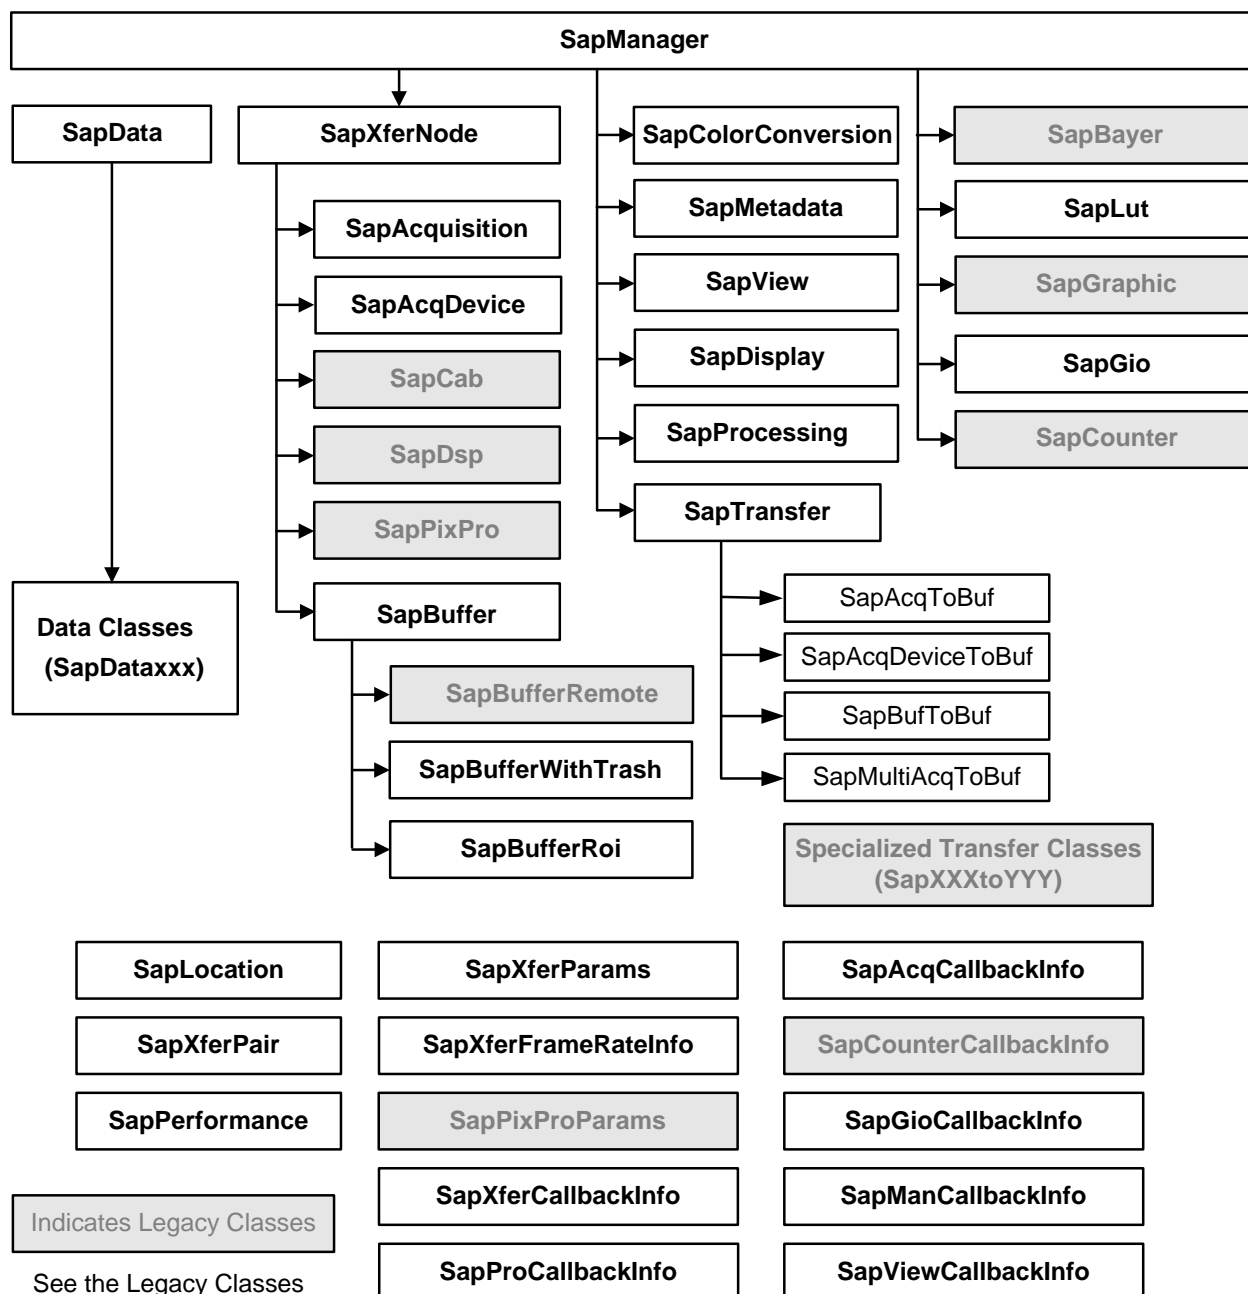 SapManager
SapData
SapXferNode
SapColorConversion
SapBayer
SapMetadata
SapLut
SapAcquisition
SapView
SapGraphic
SapAcqDevice
SapDisplay
SapGio
SapCab
SapProcessing
SapCounter
SapDsp
SapTransfer
SapPixPro
SapAcqToBuf
SapBuffer
Data Classes
(SapDataxxx)
SapAcqDeviceToBuf
SapBufferRemote
SapBufToBuf
SapBufferWithTrash
SapMultiAcqToBuf
SapBufferRoi
Specialized Transfer Classes
(SapXXXtoYYY)
SapLocation
SapXferParams
SapAcqCallbackInfo
SapXferPair
SapXferFrameRateInfo
SapCounterCallbackInfo
SapPerformance
SapPixProParams
SapGioCallbackInfo
SapXferCallbackInfo
SapManCallbackInfo
Indicates Legacy Classes
SapProCallbackInfo
SapViewCallbackInfo
See the Legacy Classes